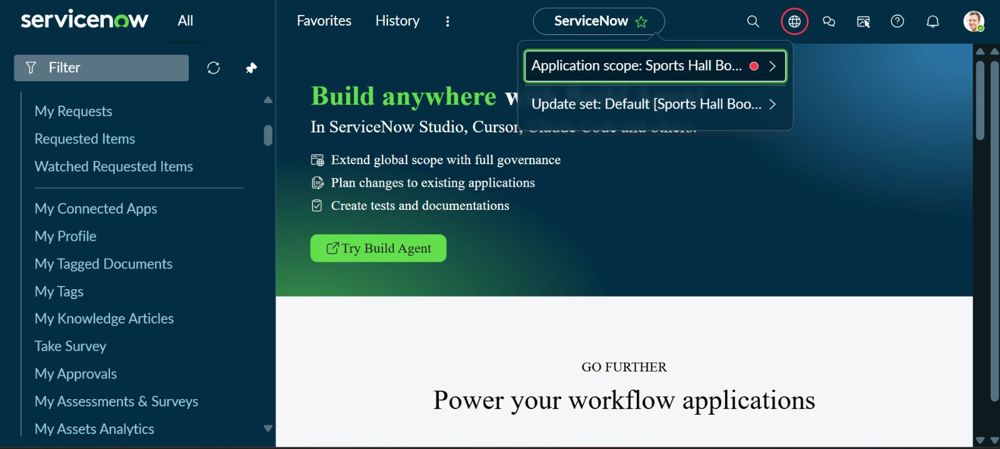 servicenow
All
Favorites
History
ServiceNow
Filter
Application scope: Sports Hall Bo...
Update set: Default [Sports Hall Boo...
My Requests
Requested Items
Watched Requested Items
My Connected Apps
My Profile
My Tagged Documents
My Tags
My Knowledge Articles
Take Survey
My Approvals
My Assessments & Surveys
My Assets Analytics
Build anywhere
In ServiceNow Studio, Cursor, Claude Code and others.
Extend global scope with full governance
Plan changes to existing applications
Create tests and documentations
Try Build Agent
GO FURTHER
Power your workflow applications